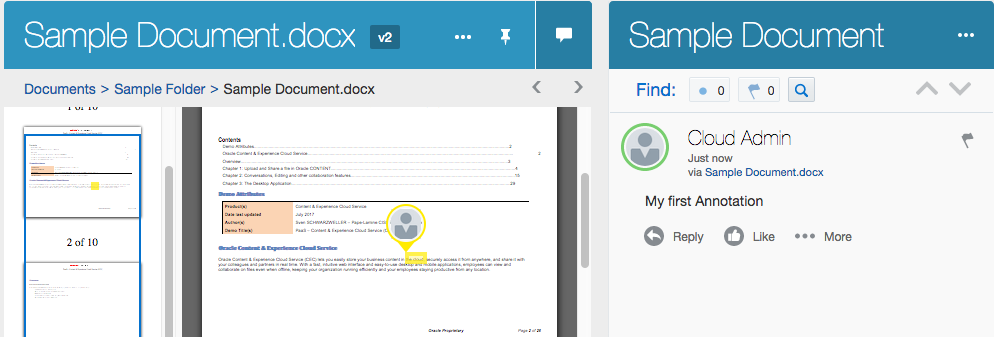 Sample Document.docx v2
Documents > Sample Folder > Sample Document.docx
1 of 10
2 of 10
Contents
Demo Attributes 2
Oracle Content & Experience Cloud Service 2
Overview 3
Chapter 1: Upload and Share a file in Oracle CONTENT 4
Chapter 2: Conversations, Editing and other collaboration features 15
Chapter 3: The Desktop Application 29
Demo Attributes
Product(s) Content & Experience Cloud Service
Date last updated July 2017
Author(s) Sven SCHWARZWELLER – Paper/Lamine
Demo Title(s) PaaS – Content & Experience Cloud Service
Oracle Content & Experience Cloud Service
Oracle Content & Experience Cloud Service (CEC) lets you easily store your business content in the cloud, securely access it from anywhere, and share it with
your colleagues and partners in real time. With a fast, intuitive web interface and easy-to-use desktop and mobile applications, employees can view and
collaborate on files even when offline, keeping your organization running efficiently and your employees staying productive from any location.
Oracle Proprietary Page 2 of 28
Sample Document
Find: 0 0
Cloud Admin
Just now
via Sample Document.docx
My first Annotation
Reply Like More